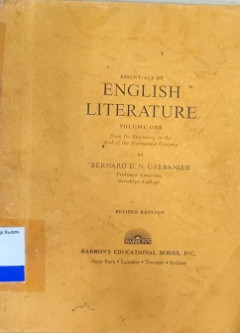 ESSENTIALS OF
ENGLISH
LITERATURE
VOLUME ONE
from Its Beginning to the
End of the Eighteenth Century
BY
BERNARD D. N. GREBANIER
Professor Emeritus
Brooklyn College
REVISED EDITION
BARRON'S
BARRON'S EDUCATIONAL SERIES, INC.
New York • London • Toronto • Sydney